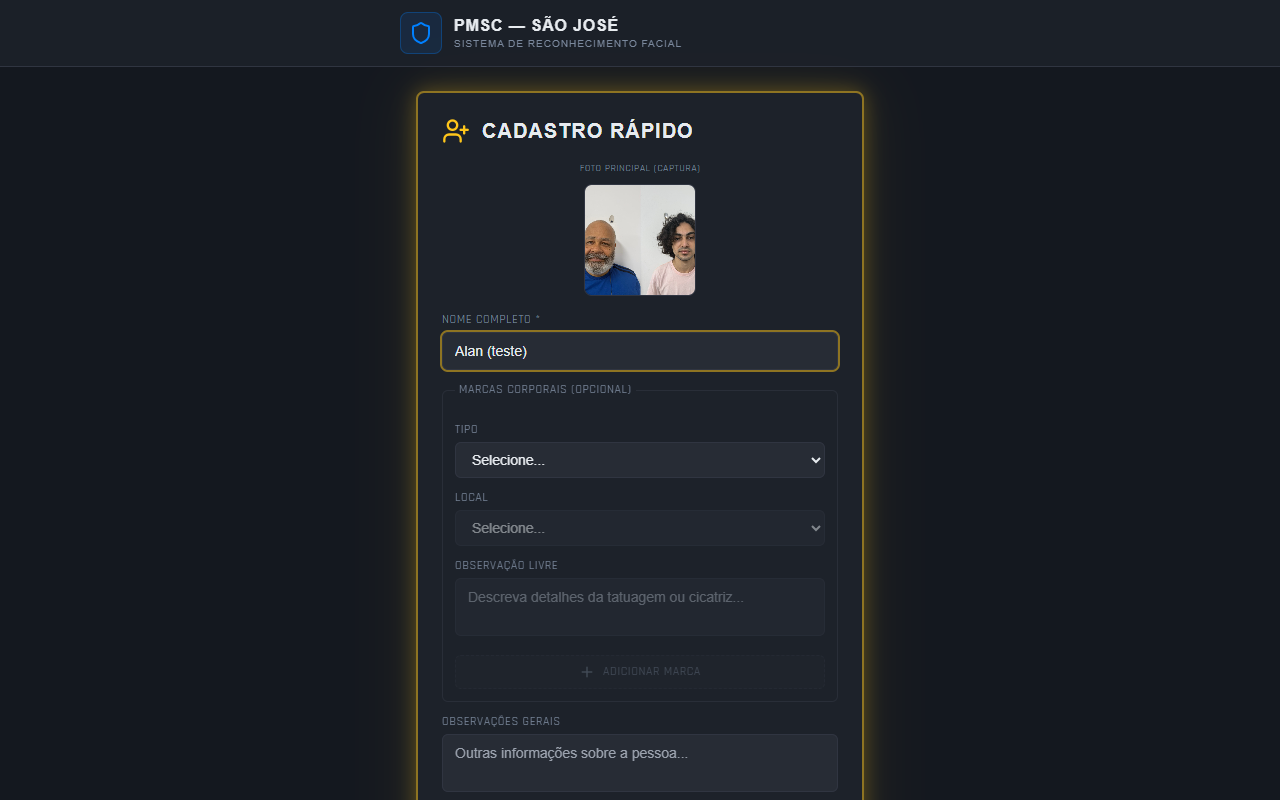 PMSC — SÃO JOSÉ
SISTEMA DE RECONHECIMENTO FACIAL
CADASTRO RÁPIDO
FOTO PRINCIPAL (CAPTURA)
NOME COMPLETO *
Alan (teste)
MARCAS CORPORAIS (OPCIONAL)
TIPO
Selecione...
LOCAL
Selecione...
OBSERVAÇÃO LIVRE
Descreva detalhes da tatuagem ou cicatriz...
ADICIONAR MARCA
OBSERVAÇÕES GERAIS
Outras informações sobre a pessoa...